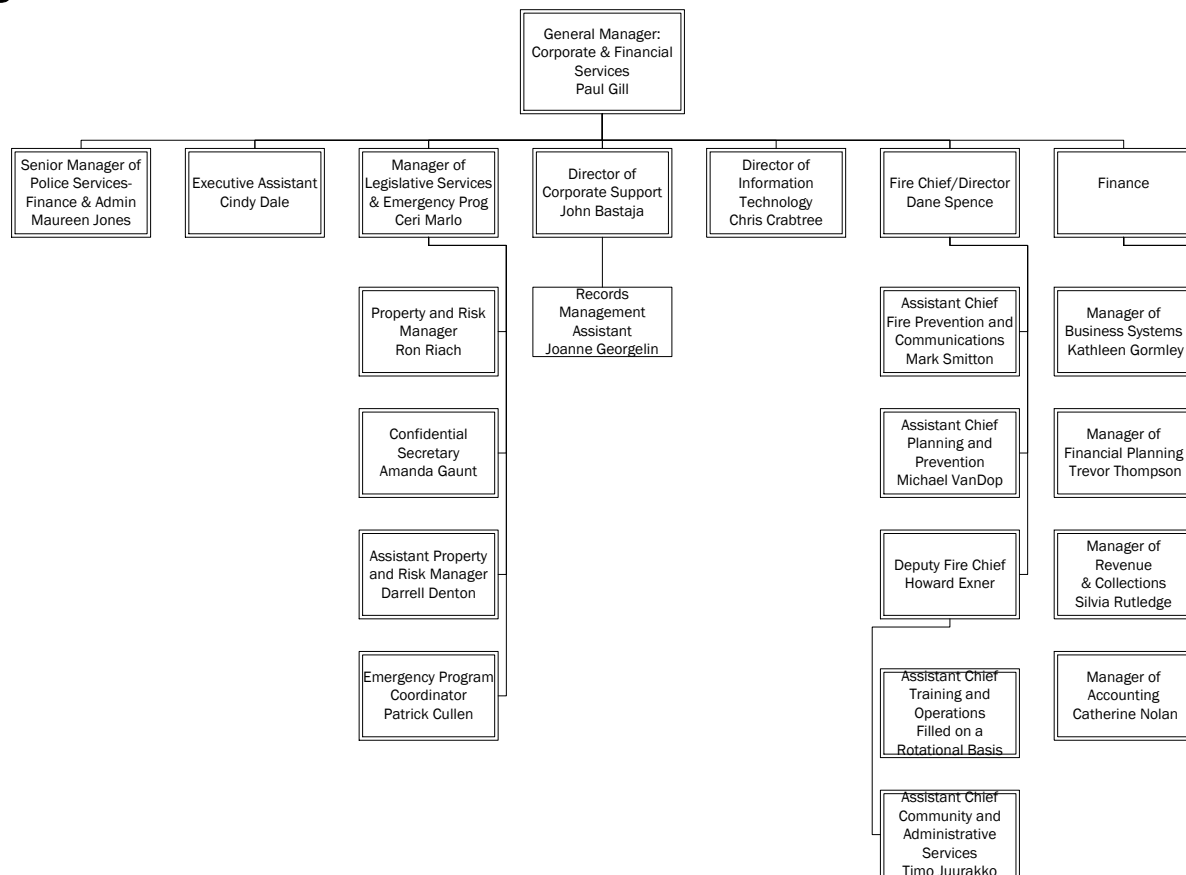 General Manager:
Corporate & Financial
Services
Paul Gill
Senior Manager of
Police Services-
Finance & Admin
Maureen Jones
Executive Assistant
Cindy Dale
Manager of
Legislative Services
& Emergency Prog
Ceri Marlo
Director of
Corporate Support
John Bastaja
Director of
Information
Technology
Chris Crabtree
Fire Chief/Director
Dane Spence
Finance
Property and Risk
Manager
Ron Riach
Records
Management
Assistant
Joanne Georgelin
Assistant Chief
Fire Prevention and
Communications
Mark Smitton
Manager of
Business Systems
Kathleen Gormley
Confidential
Secretary
Amanda Gaunt
Assistant Chief
Planning and
Prevention
Michael VanDop
Manager of
Financial Planning
Trevor Thompson
Assistant Property
and Risk Manager
Darrell Denton
Deputy Fire Chief
Howard Exner
Manager of
Revenue
& Collections
Silvia Rutledge
Emergency Program
Coordinator
Patrick Cullen
Assistant Chief
Training and
Operations
Filled on a
Rotational Basis
Manager of
Accounting
Catherine Nolan
Assistant Chief
Community and
Administrative
Services
Timo Juurakko